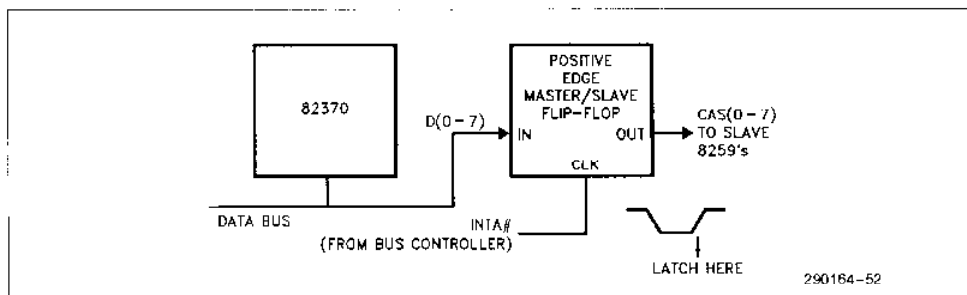 82370
POSITIVE
EDGE
MASTER/SLAVE
FLIP-FLOP
D(0-7)
IN
OUT
CLK
CAS(0-7)
TO SLAVE
8259's
DATA BUS
INTA#
(FROM BUS CONTROLLER)
LATCH HERE
290164-52